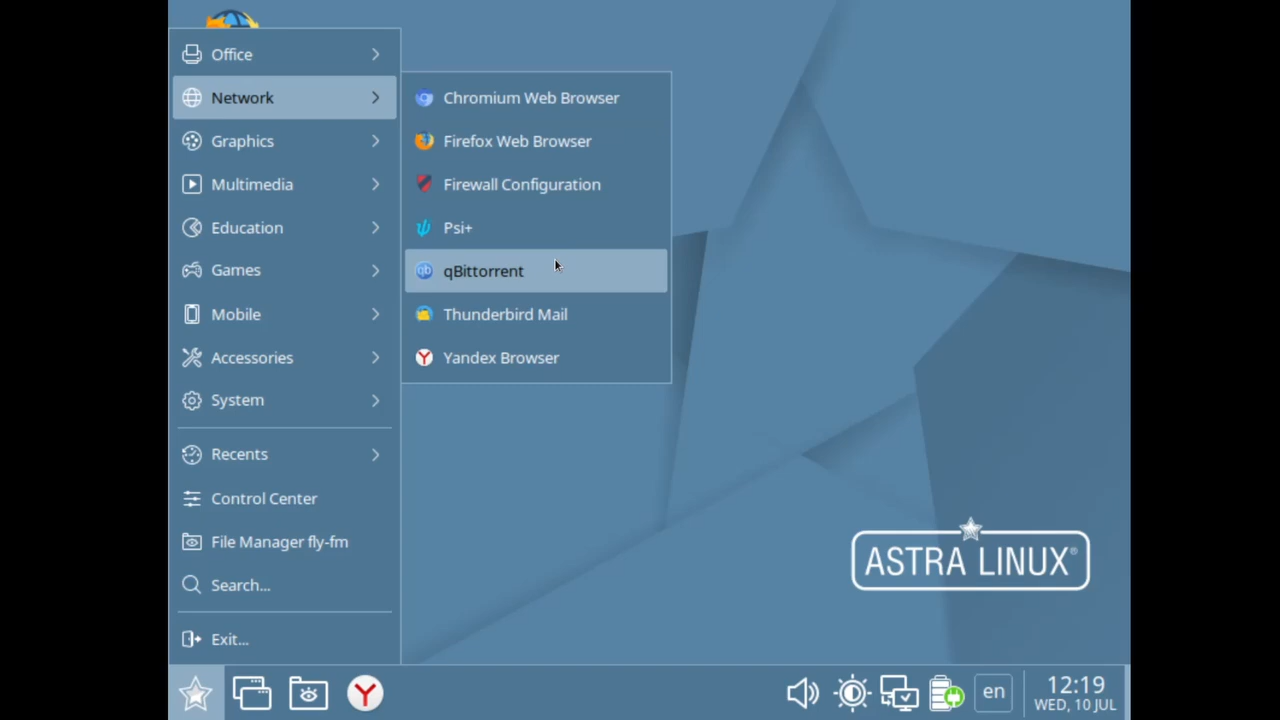 Office
Network
Graphics
Multimedia
Education
Games
Mobile
Accessories
System
Recents
Control Center
File Manager fly-fm
Search...
Exit...
Chromium Web Browser
Firefox Web Browser
Firewall Configuration
Psi+
qb qBittorrent
Thunderbird Mail
Y Yandex Browser
ASTRA LINUX®
Y
en
12:19
WED, 10 JUL